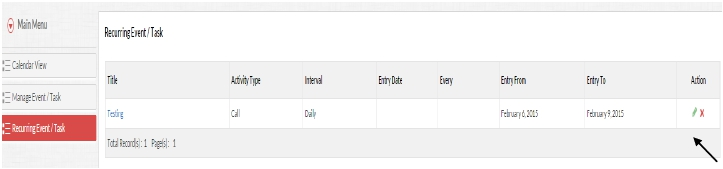 Main Menu
Calendar View
Manage Event / Task
Recurring Event / Task
Recurring Event / Task
Title Activity Type Interval Entry Date Every Entry From Entry To Action
Testing Call Daily February 6, 2015 February 9, 2015
Total Record(s) : 1 Page(s) : 1